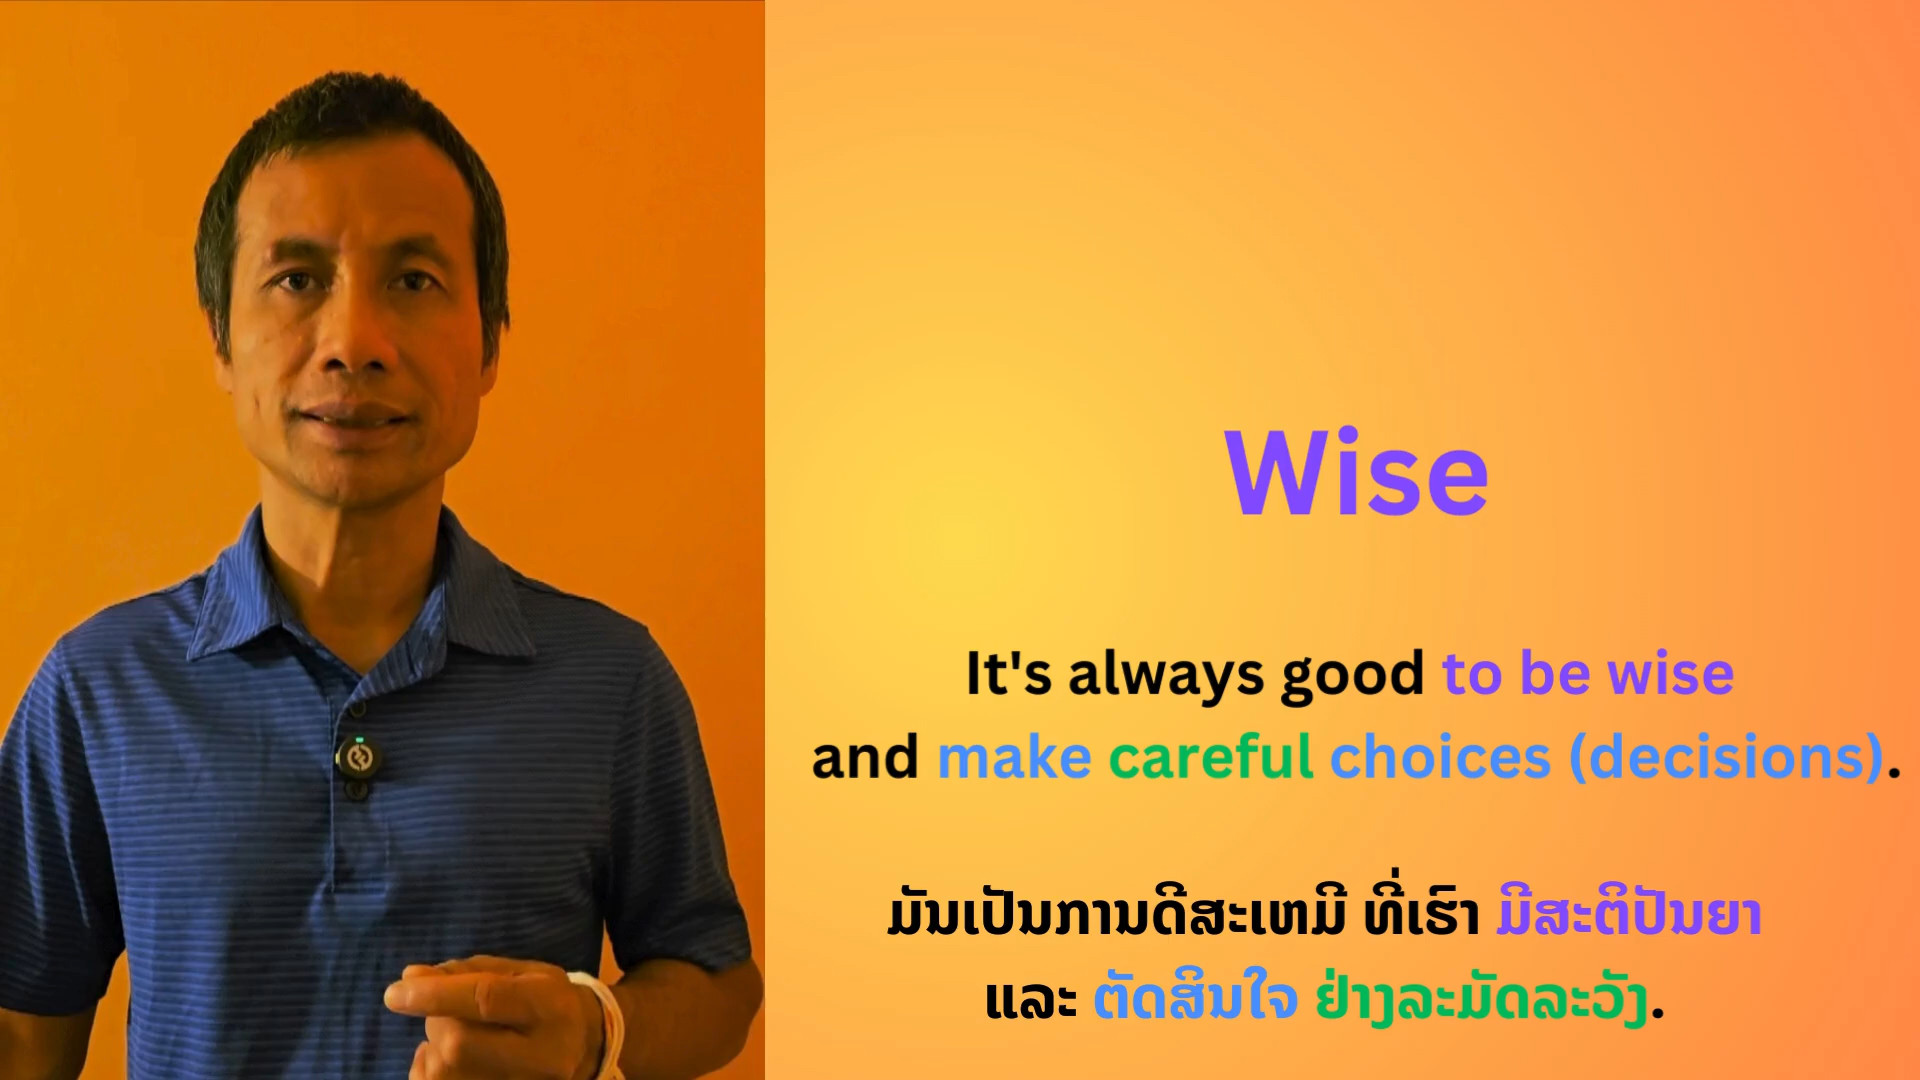 Wise
It's always good to be wise
and make careful choices (decisions).
ມັນເປັນການດີສະເຫມີ ທີ່ເຮົາ ມີສະຕິປັນຍາ
ແລະ ຕັດສິນໃຈ ຢ່າງລະມັດລະວັງ.